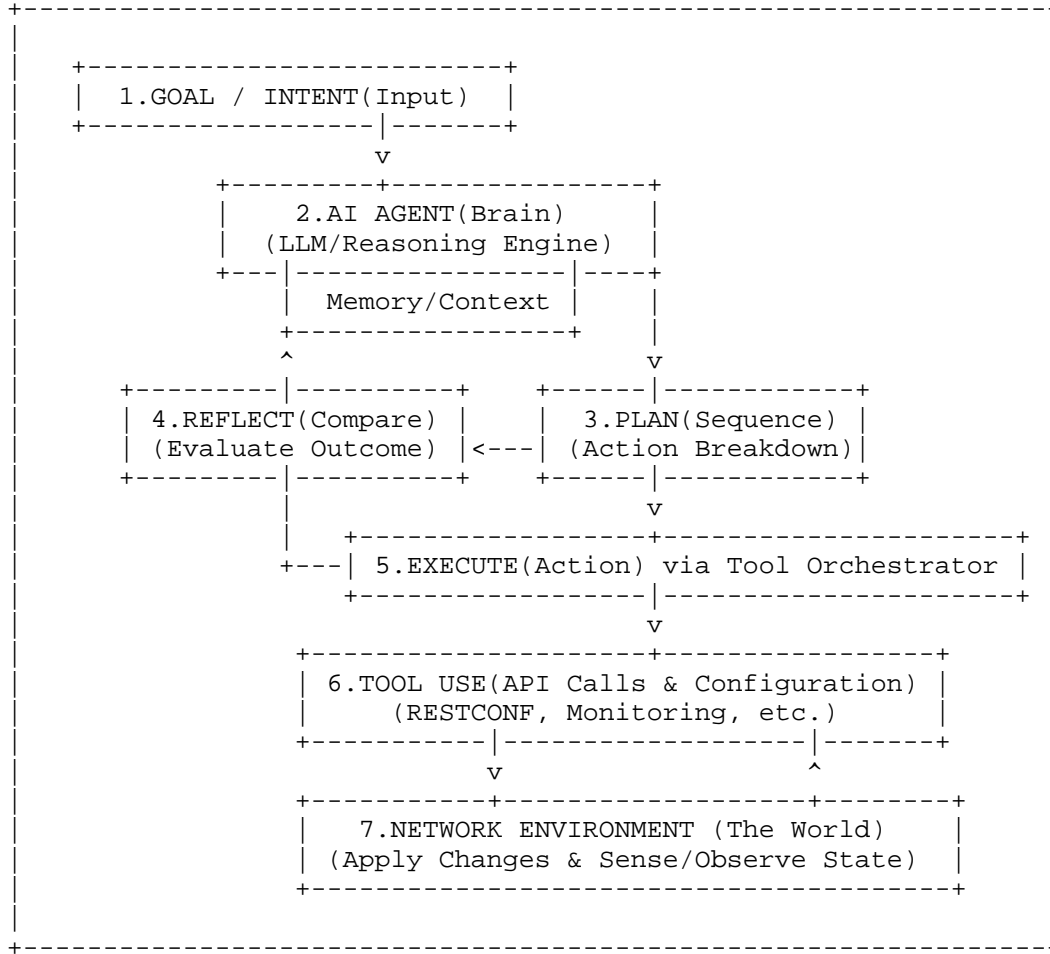 1.GOAL / INTENT(Input)
2.AI AGENT(Brain)
(LLM/Reasoning Engine)
Memory/Context
4.REFLECT(Compare)
(Evaluate Outcome)
3.PLAN(Sequence)
(Action Breakdown)
5.EXECUTE(Action) via Tool Orchestrator
6.TOOL USE(API Calls & Configuration)
(RESTCONF, Monitoring, etc.)
7.NETWORK ENVIRONMENT (The World)
(Apply Changes & Sense/Observe State)